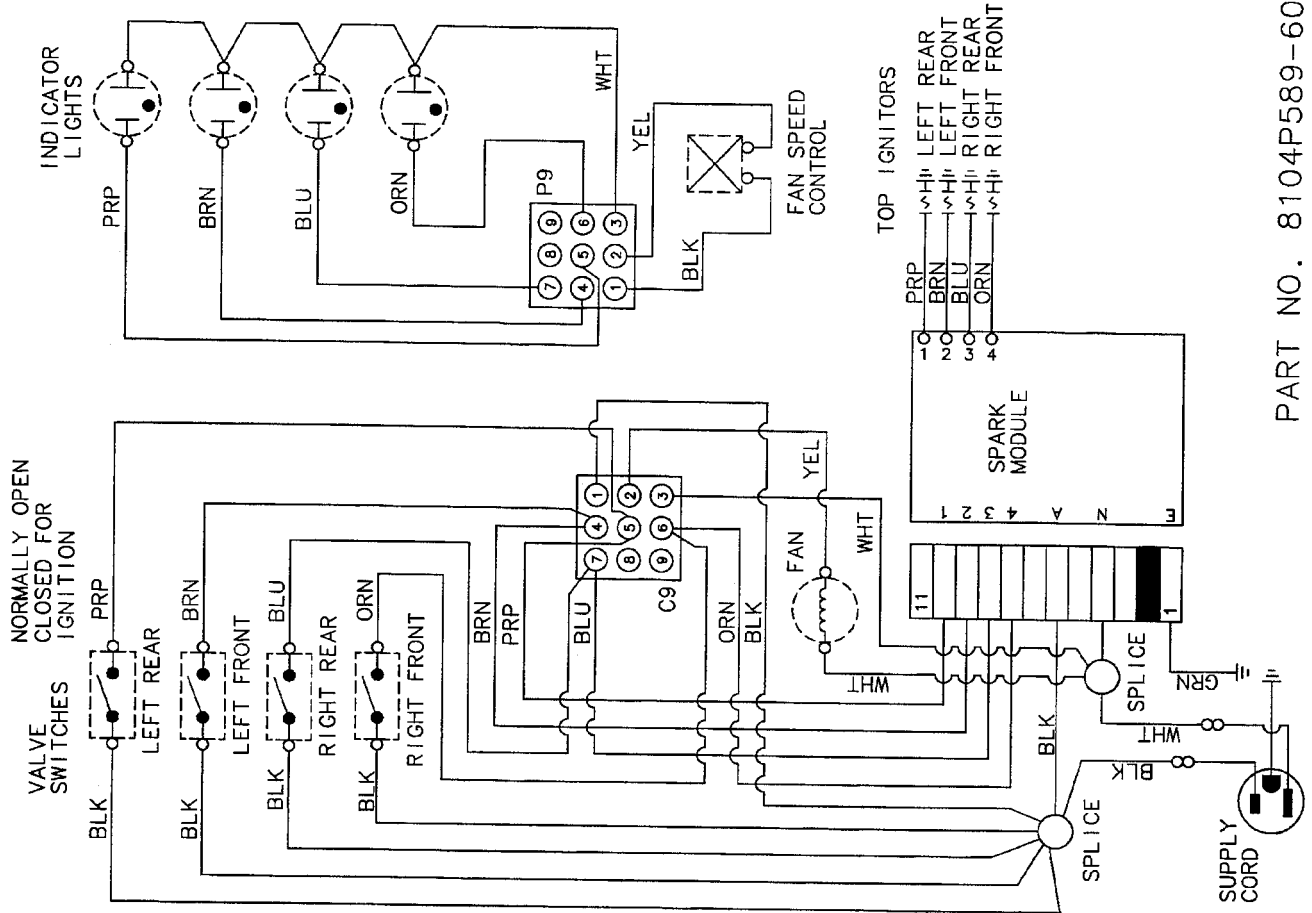 INDICATOR
LIGHTS
PRP
BRN
BLU
ORN
WHT
P9
9
6
3
8
5
2
7
4
1
YEL
BLK
FAN SPEED
CONTROL
NORMALLY OPEN
CLOSED FOR
IGNITION
VALVE
SWITCHES
PRP
LEFT REAR
BLK
BRN
LEFT FRONT
BLK
BLU
RIGHT REAR
BLK
ORN
RIGHT FRONT
BLK
BRN
PRP
BLU
ORN
BLK
1
2
3
4
5
6
7
8
9
C9
YEL
FAN
WHT
WHT
TOP IGNITORS
PRP
LEFT REAR
BRN
LEFT FRONT
BLU
RIGHT REAR
ORN
RIGHT FRONT
1
2
3
4
SPARK
MODULE
1
2
3
4
A
N
E
11
1
SPLICE
GRN
WHT
BLK
BLK
SPLICE
SUPPLY
CORD
PART NO. 8104P589-60